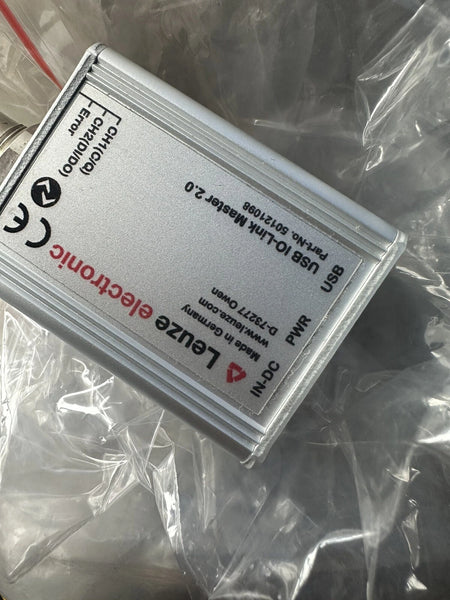 Leuze electronic
Made in Germany
www.leuze.com
D-73277 Owen
USB IO-Link Master 2.0
Part-No. 50121098
IN-DC
PWR
USB
CH1(C/Q)
CH2(DI/DO)
Error
CE